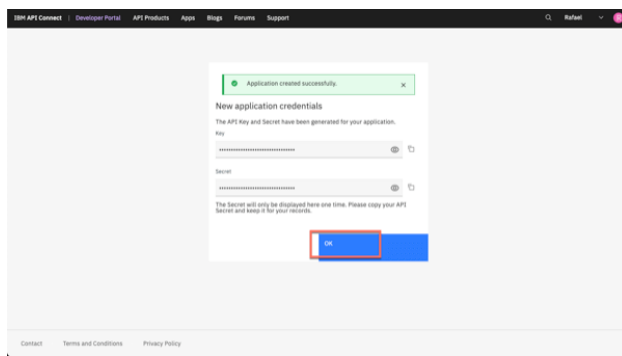 IBM API Connect | Developer Portal API Products Apps Blogs Forums Support Rafael
Application created successfully.
New application credentials
The API Key and Secret have been generated for your application.
Key
Secret
The Secret will only be displayed here one time. Please copy your API
Secret and keep it for your records.
OK
Contact Terms and Conditions Privacy Policy